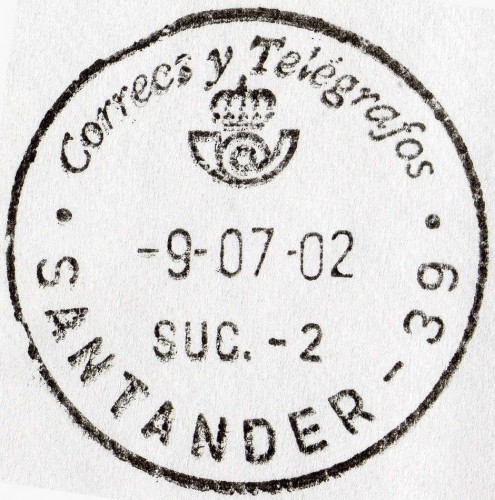 Correos y Telégrafos
-9-07-02
SUC. -2
SANTANDER - 39